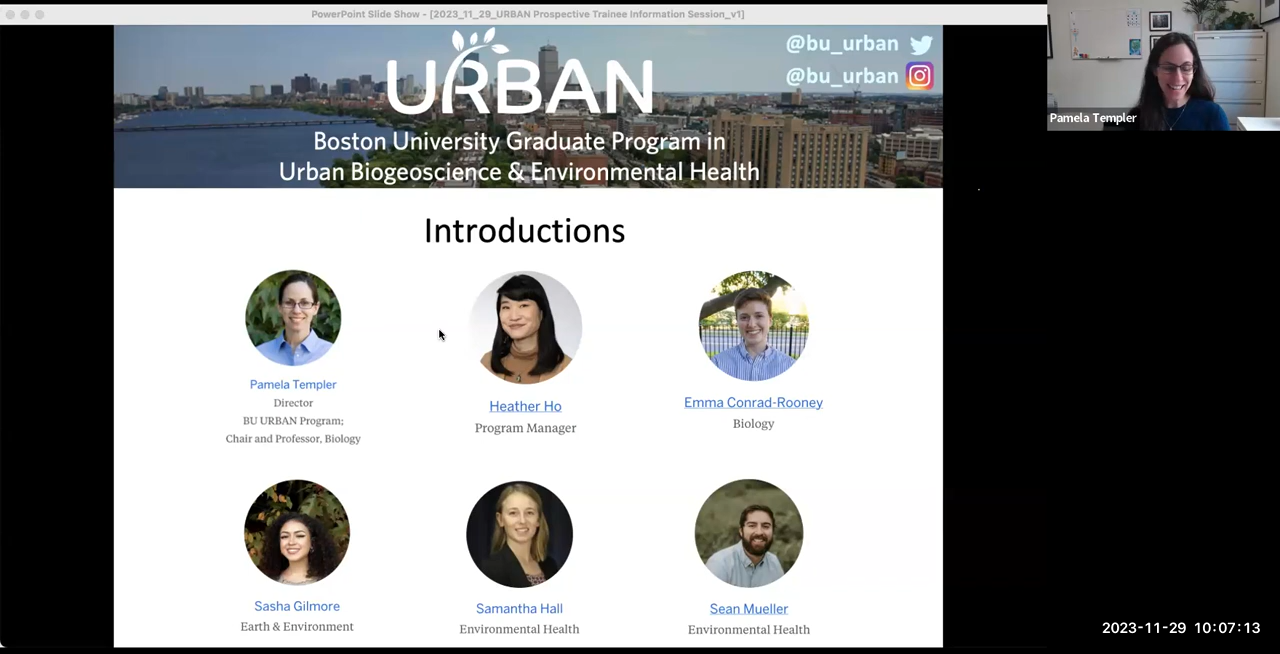 PowerPoint Slide Show - [2023_11_29_URBAN Prospective Trainee Information Session_v1]
URBAN
@bu_urban
@bu_urban
Boston University Graduate Program in
Urban Biogeoscience & Environmental Health
Pamela Templer
Introductions
Pamela Templer
Director
BU URBAN Program;
Chair and Professor, Biology
Heather Ho
Program Manager
Emma Conrad-Rooney
Biology
Sasha Gilmore
Earth & Environment
Samantha Hall
Environmental Health
Sean Mueller
Environmental Health
2023-11-29 10:07:13